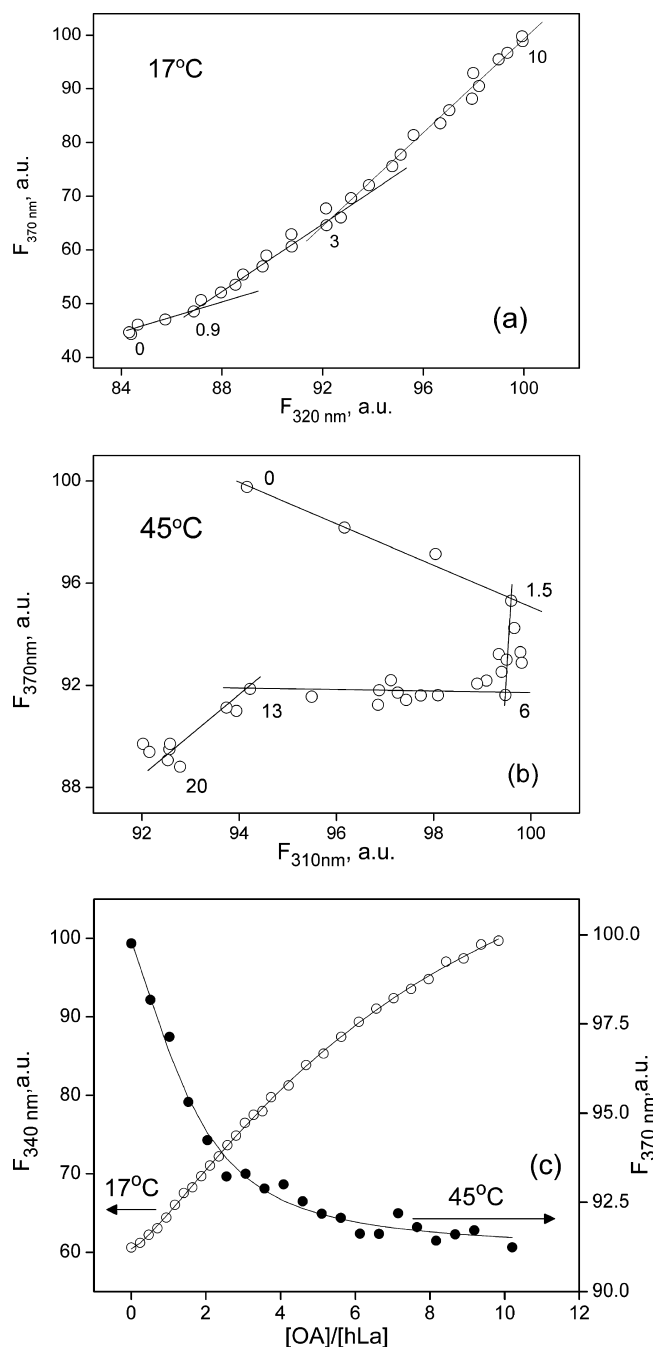 100
90
80
70
60
50
40
F370 nm, a.u.
17°C
10
3
0.9
0
(a)
84 88 92 96 100
F320 nm, a.u.
100
96
92
88
F370nm, a.u.
45°C
0
1.5
6
13
20
(b)
92 94 96 98 100
F310nm, a.u.
100
90
80
70
60
F340 nm, a.u.
100.0
97.5
95.0
92.5
91.0
F370 nm, a.u.
(c)
17°C
45°C
0 2 4 6 8 10
[OA]/[hLa]